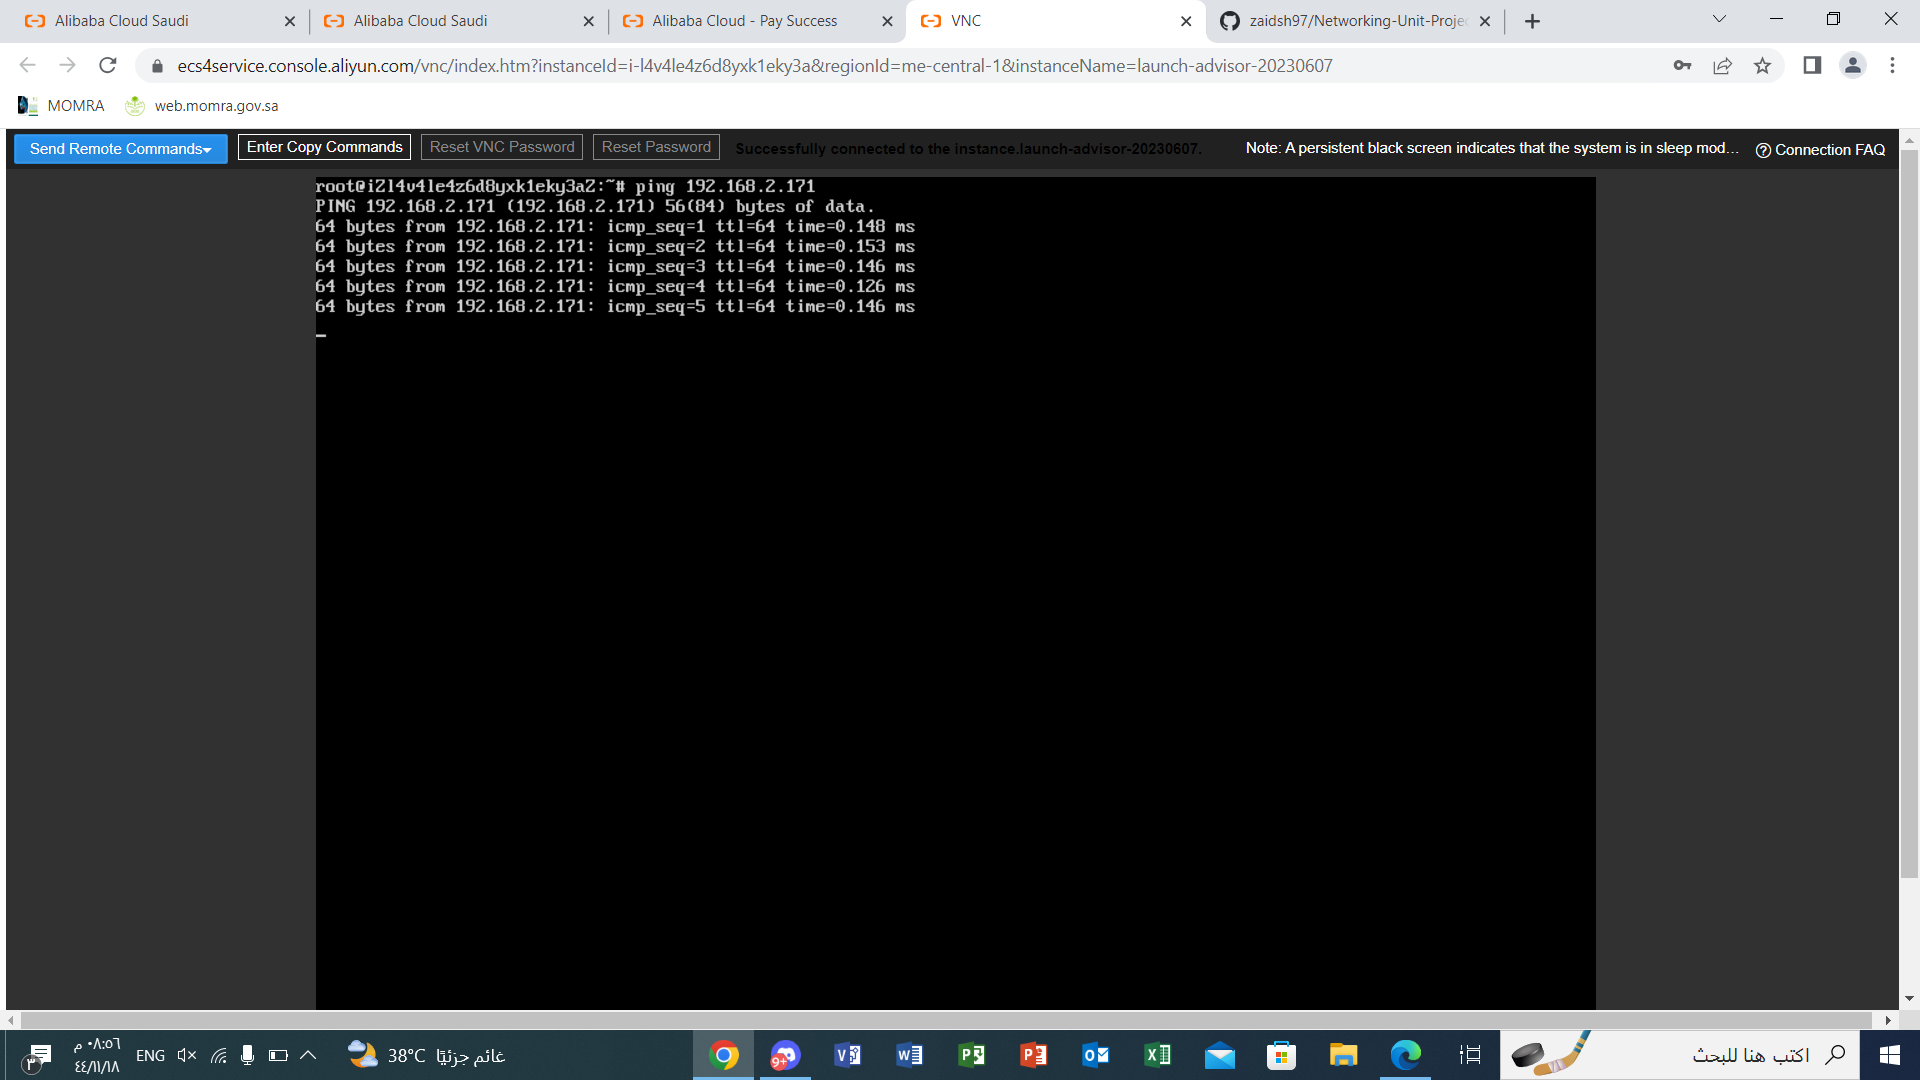 Alibaba Cloud Saudi
Alibaba Cloud Saudi
Alibaba Cloud - Pay Success
VNC
zaidsh97/Networking-Unit-Projec
ecs4service.console.aliyun.com/vnc/index.htm?instanceId=i-l4v4le4z6d8yxk1eky3a&regionId=me-central-1&instanceName=launch-advisor-20230607
MOMRA
web.momra.gov.sa
Send Remote Commands
Enter Copy Commands
Reset VNC Password
Reset Password
Successfully connected to the instance.launch-advisor-20230607.
Note: A persistent black screen indicates that the system is in sleep mod...
Connection FAQ
root@iZl4v4le4z6d8yxk1eky3aZ:~# ping 192.168.2.171
PING 192.168.2.171 (192.168.2.171) 56(84) bytes of data.
64 bytes from 192.168.2.171: icmp_seq=1 ttl=64 time=0.148 ms
64 bytes from 192.168.2.171: icmp_seq=2 ttl=64 time=0.153 ms
64 bytes from 192.168.2.171: icmp_seq=3 ttl=64 time=0.146 ms
64 bytes from 192.168.2.171: icmp_seq=4 ttl=64 time=0.126 ms
64 bytes from 192.168.2.171: icmp_seq=5 ttl=64 time=0.146 ms
٣
٠٨:٥٦ م
٤٤/١١/١٨
ENG
38°C غائم جزئيًا
9+
اكتب هنا للبحث